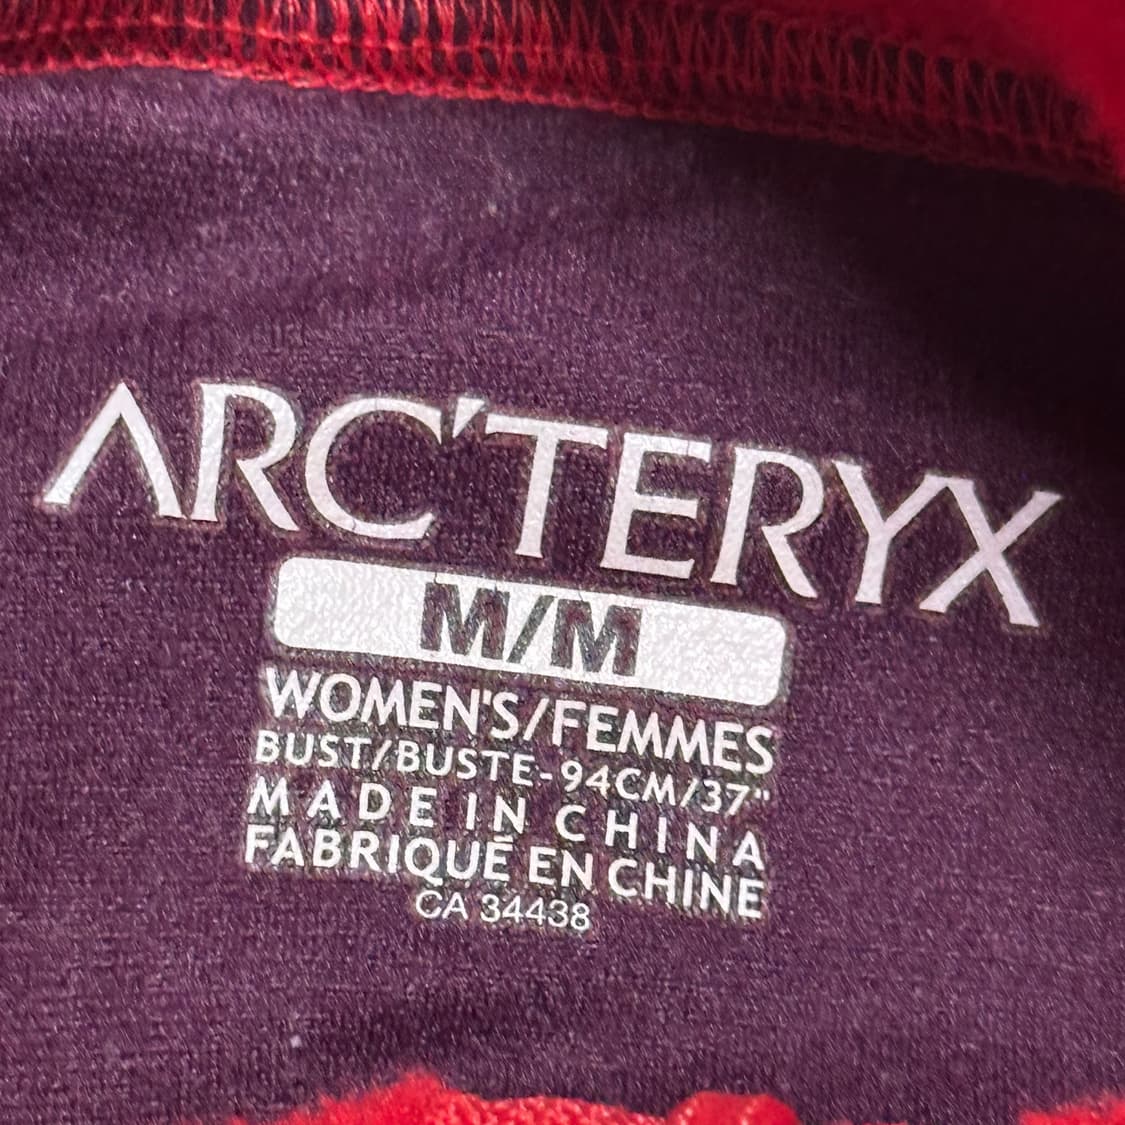 ARC'TERYX
M/M
WOMEN'S/FEMMES
BUST/BUSTE-94CM/37"
MADE IN CHINA
FABRIQUÉ EN CHINE
CA 34438